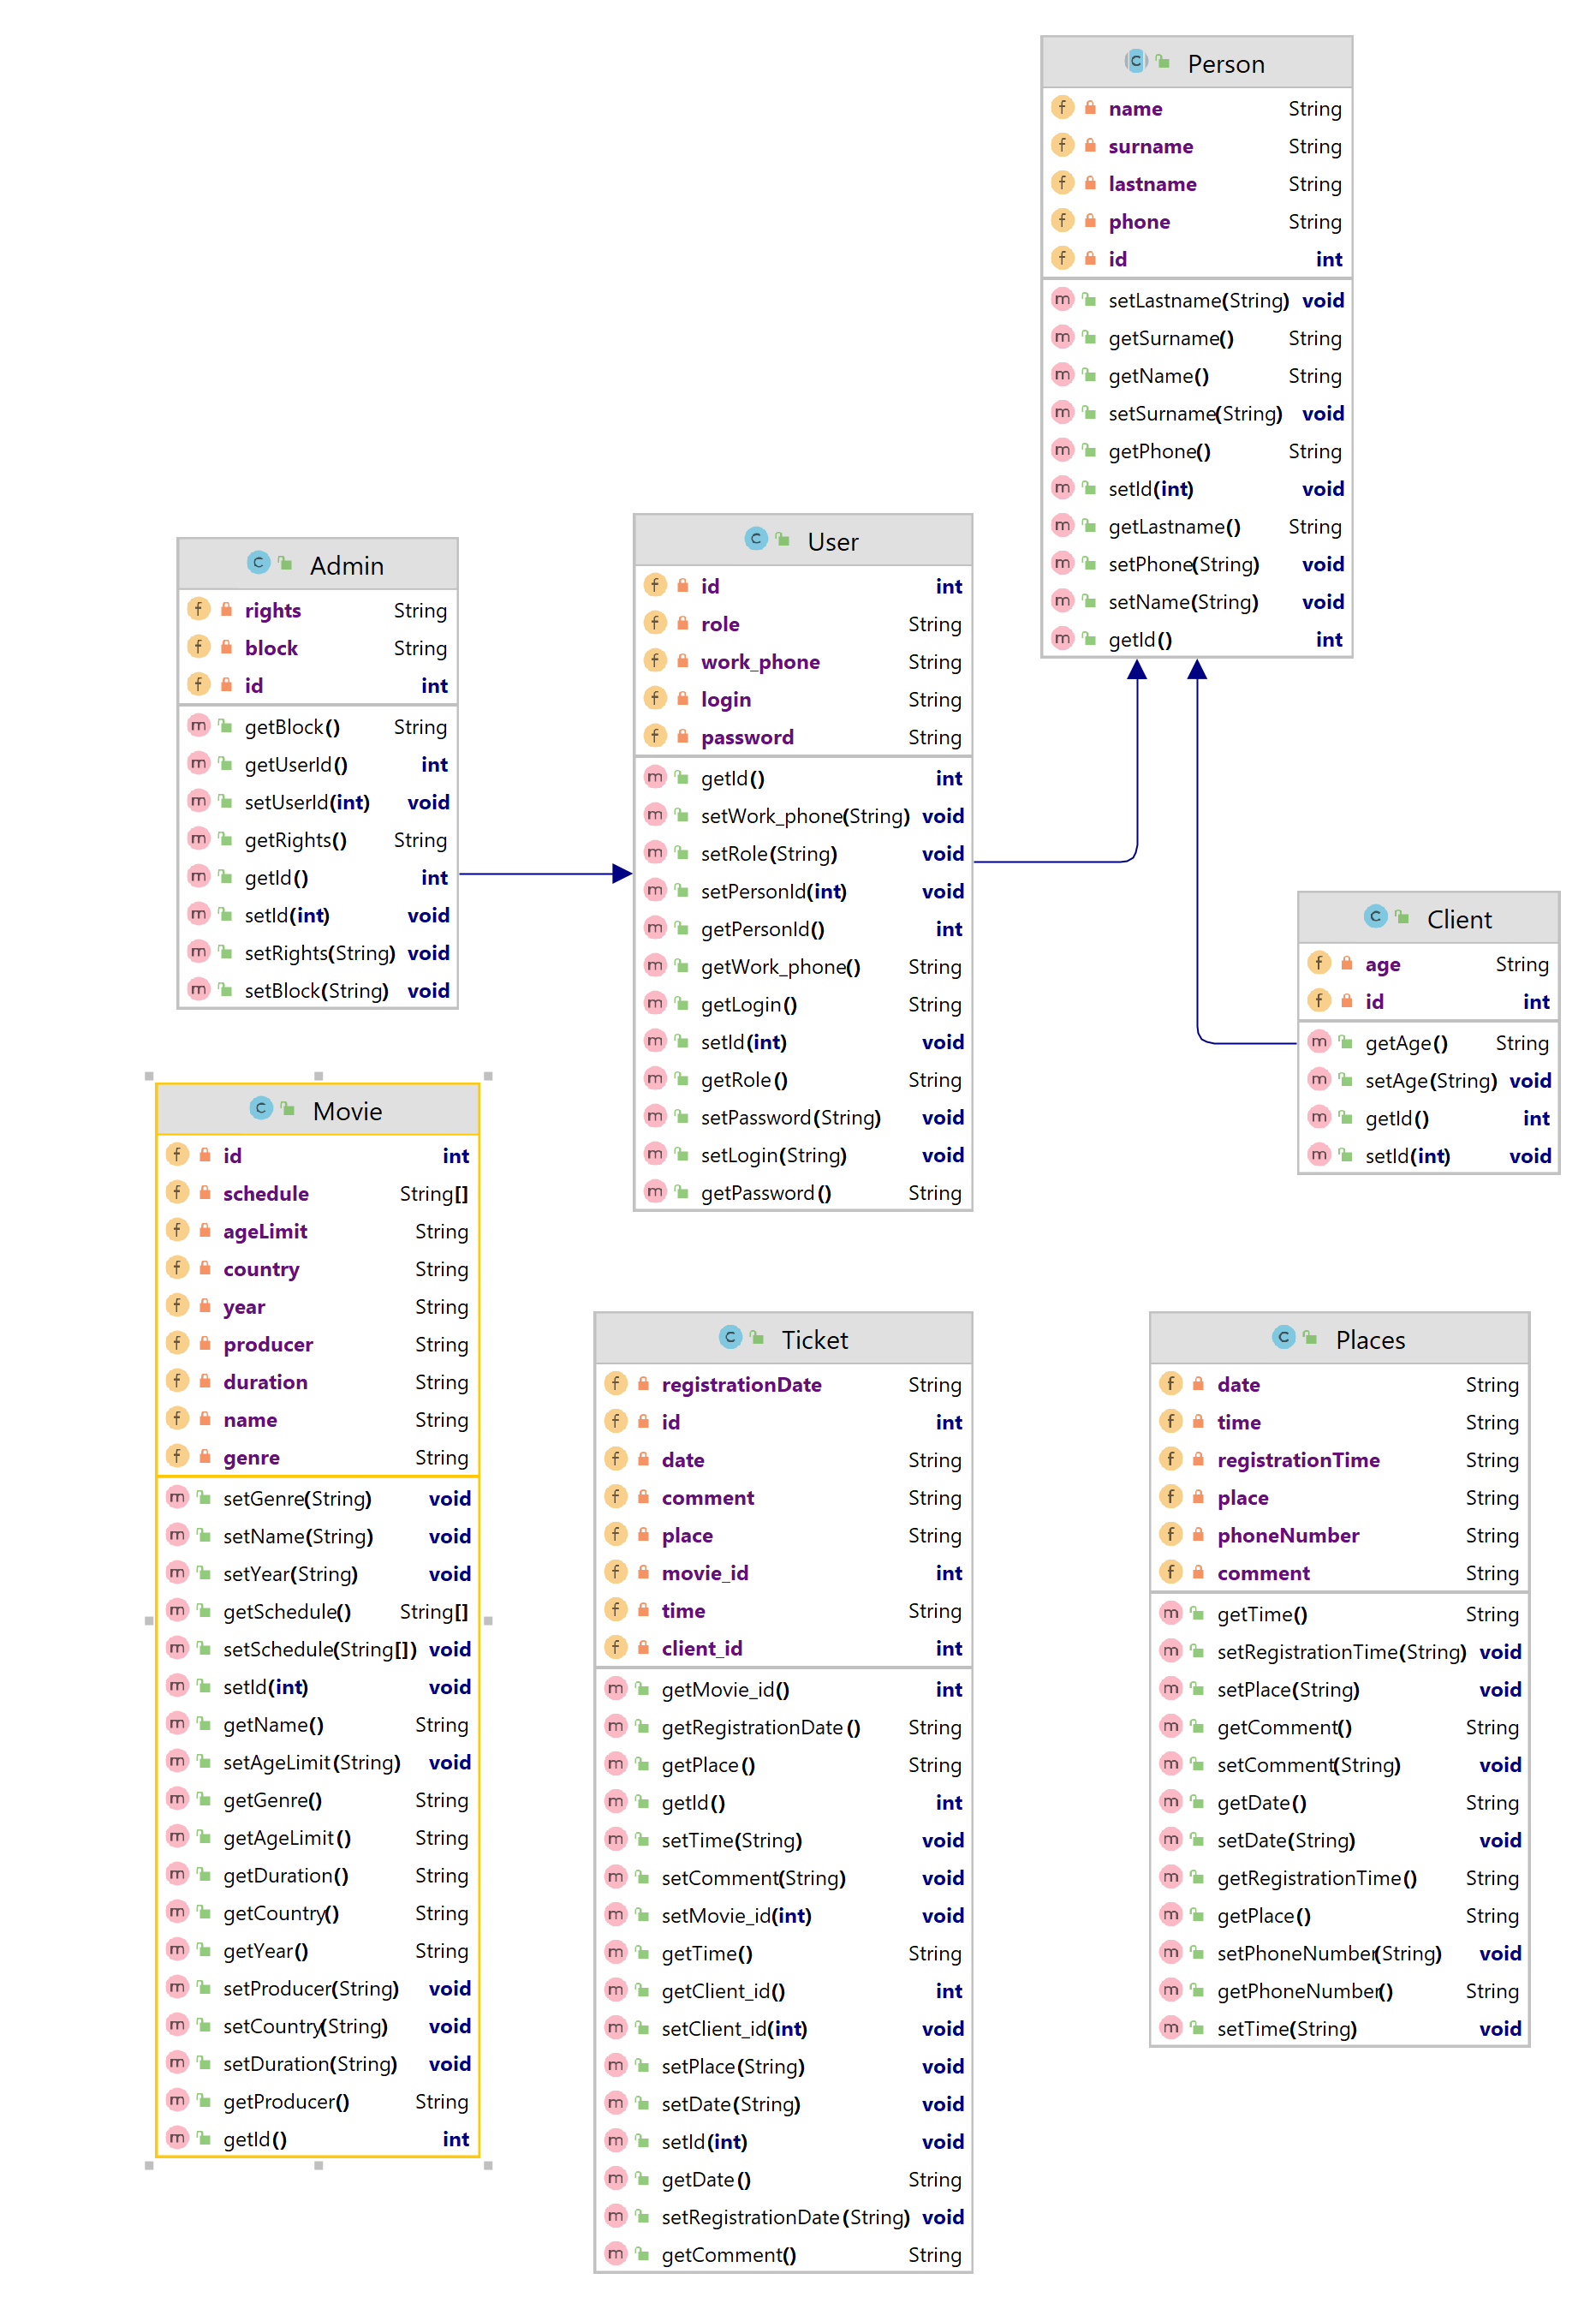 Person
name String
surname String
lastname String
phone String
id int
setLastname(String) void
getSurname() String
getName() String
setSurname(String) void
getPhone() String
setId(int) void
getLastname() String
setPhone(String) void
setName(String) void
getId() int
Admin
rights String
block String
id int
getBlock() String
getUserId() int
setUserId(int) void
getRights() String
getId() int
setId(int) void
setRights(String) void
setBlock(String) void
User
id int
role String
work_phone String
login String
password String
getId() int
setWork_phone(String) void
setRole(String) void
setPersonId(int) void
getPersonId() int
getWork_phone() String
getLogin() String
setId(int) void
getRole() String
setPassword(String) void
setLogin(String) void
getPassword() String
Client
age String
id int
getAge() String
setAge(String) void
getId() int
setId(int) void
Movie
id int
schedule String[]
ageLimit String
country String
year String
producer String
duration String
name String
genre String
setGenre(String) void
setName(String) void
setYear(String) void
getSchedule() String[]
setSchedule(String[]) void
setId(int) void
getName() String
setAgeLimit(String) void
getGenre() String
getAgeLimit() String
getDuration() String
getCountry() String
getYear() String
setProducer(String) void
setCountry(String) void
setDuration(String) void
getProducer() String
getId() int
Ticket
registrationDate String
id int
date String
comment String
place String
movie_id int
time String
client_id int
getMovie_id() int
getRegistrationDate() String
getPlace() String
getId() int
setTime(String) void
setComment(String) void
setMovie_id(int) void
getTime() String
getClient_id() int
setClient_id(int) void
setPlace(String) void
setDate(String) void
setId(int) void
getDate() String
setRegistrationDate(String) void
getComment() String
Places
date String
time String
registrationTime String
place String
phoneNumber String
comment String
getTime() String
setRegistrationTime(String) void
setPlace(String) void
getComment() String
setComment(String) void
getDate() String
setDate(String) void
getRegistrationTime() String
getPlace() String
setPhoneNumber(String) void
getPhoneNumber() String
setTime(String) void